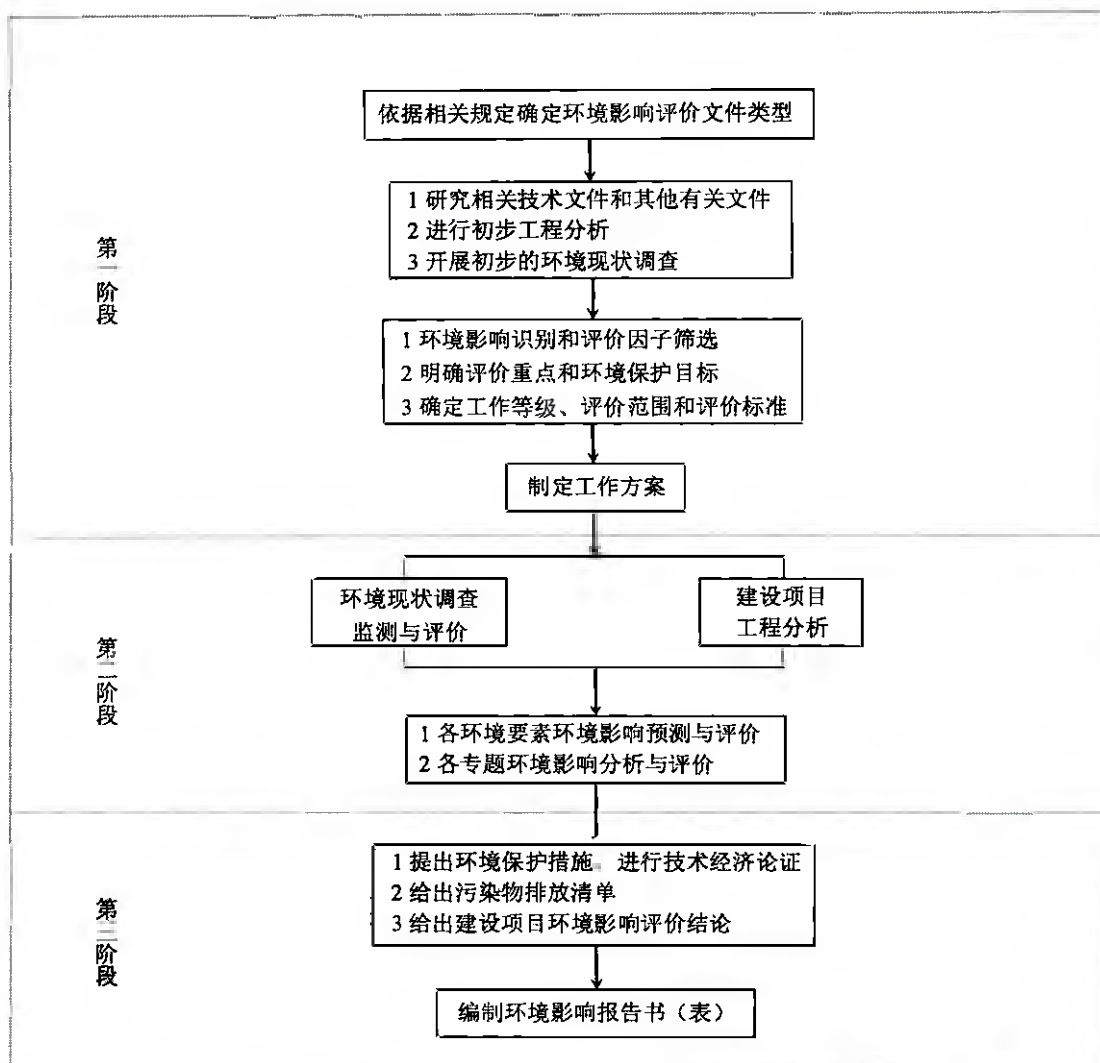 依据相关规定确定环境影响评价文件类型
1 研究相关技术文件和其他有关文件
2 进行初步工程分析
3 开展初步的环境现状调查
第一阶段
1 环境影响识别和评价因子筛选
2 明确评价重点和环境保护目标
3 确定工作等级、评价范围和评价标准
制定工作方案
环境现状调查
监测与评价
建设项目
工程分析
第二阶段
1 各环境要素环境影响预测与评价
2 各专题环境影响分析与评价
1 提出环境保护措施 进行技术经济论证
2 给出污染物排放清单
3 给出建设项目环境影响评价结论
第三阶段
编制环境影响报告书（表）